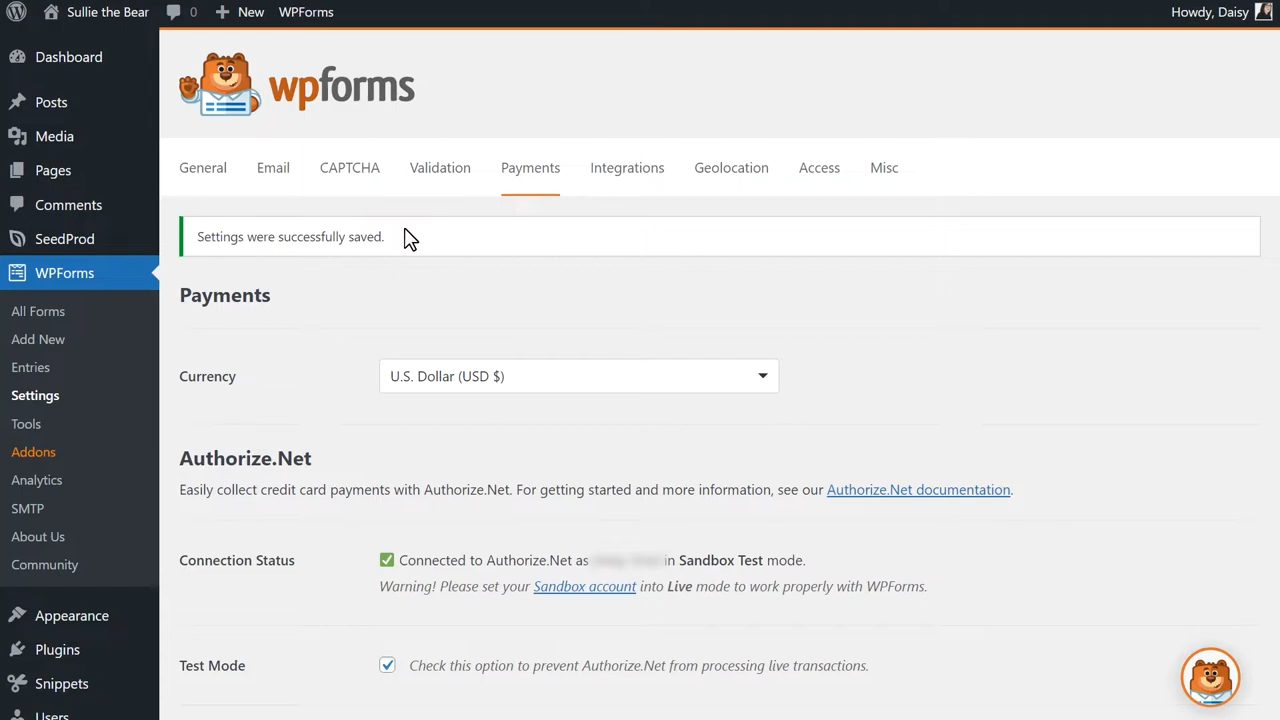 Sullie the Bear 0 New WPForms Howdy, Daisy
Dashboard
Posts
Media
Pages
Comments
SeedProd
WPForms
All Forms
Add New
Entries
Settings
Tools
Addons
Analytics
SMTP
About Us
Community
Appearance
Plugins
Snippets
Users
wpforms
General Email CAPTCHA Validation Payments Integrations Geolocation Access Misc
Settings were successfully saved.
Payments
Currency U.S. Dollar (USD $)
Authorize.Net
Easily collect credit card payments with Authorize.Net. For getting started and more information, see our Authorize.Net documentation.
Connection Status Connected to Authorize.Net as in Sandbox Test mode.
Warning! Please set your Sandbox account into Live mode to work properly with WPForms.
Test Mode Check this option to prevent Authorize.Net from processing live transactions.